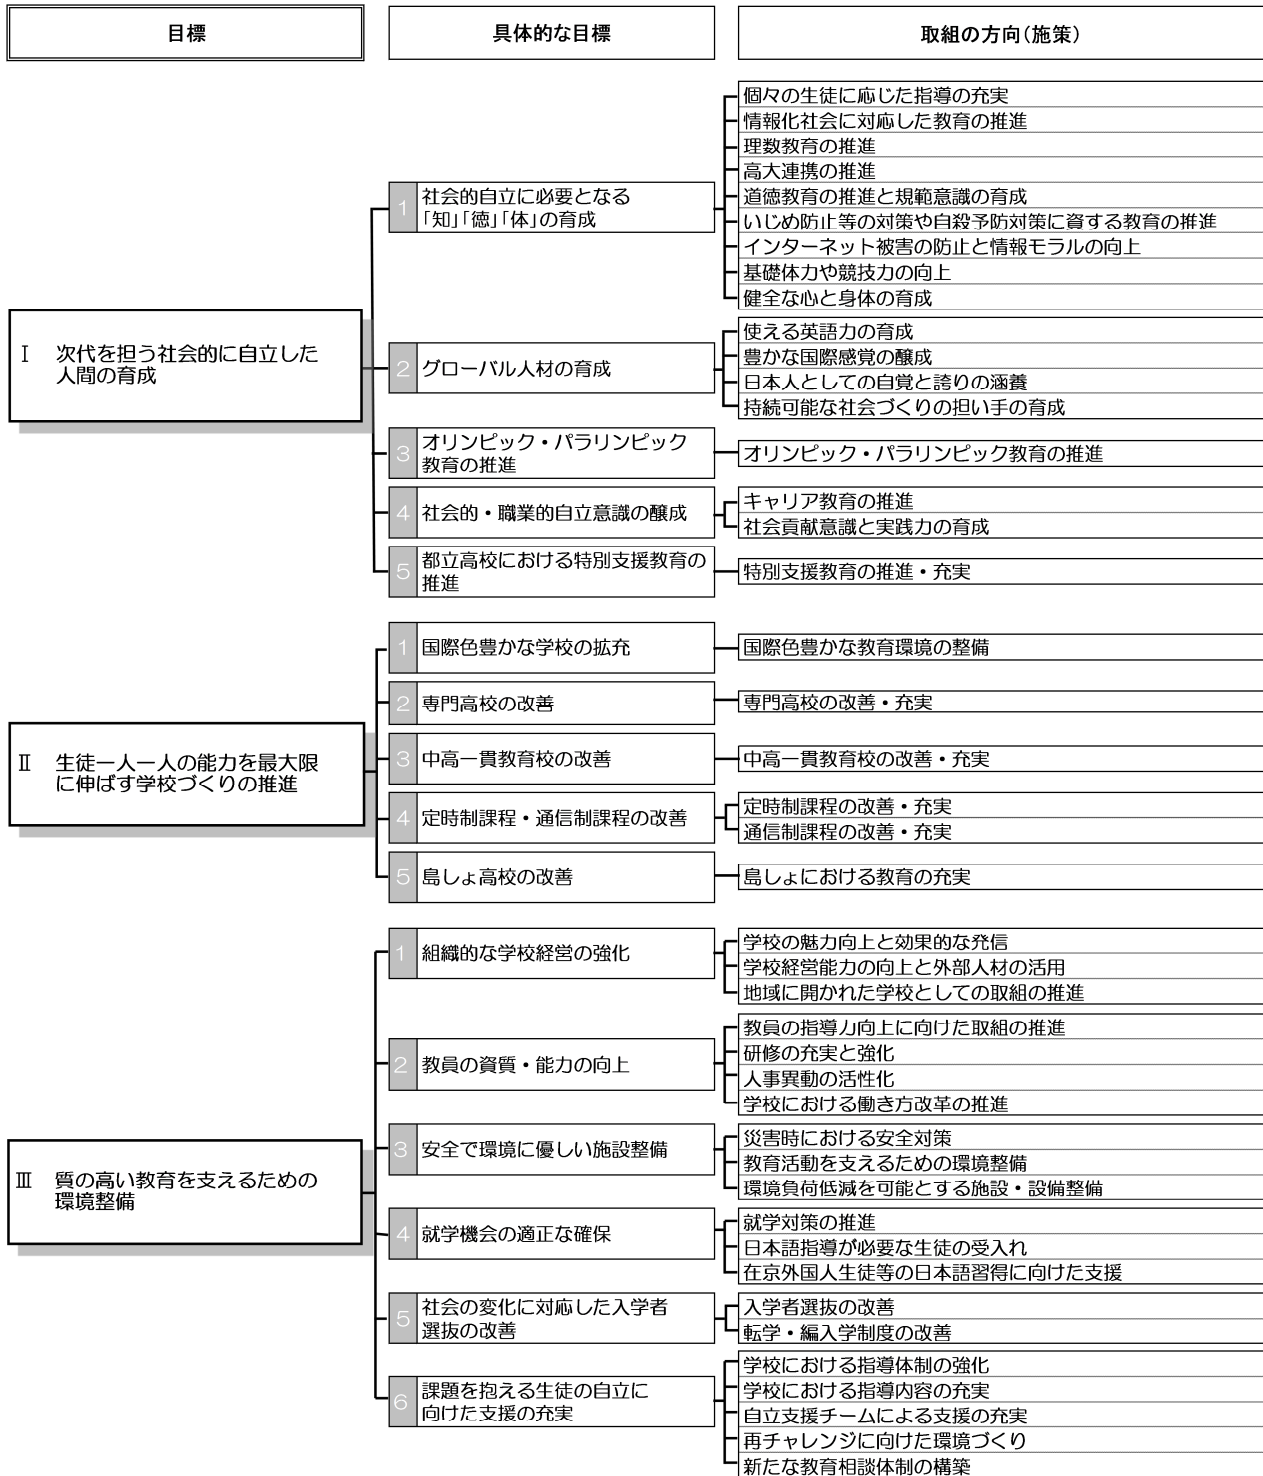 目標
具体的な目標
取組の方向(施策)
Ⅰ 次代を担う社会的に自立した
人間の育成
1 社会的自立に必要となる
「知」「徳」「体」の育成
個々の生徒に応じた指導の充実
情報化社会に対応した教育の推進
理数教育の推進
高大連携の推進
道徳教育の推進と規範意識の育成
いじめ防止等の対策や自殺予防対策に資する教育の推進
インターネット被害の防止と情報モラルの向上
基礎体力や競技力の向上
健全な心と身体の育成
2 グローバル人材の育成
使える英語力の育成
豊かな国際感覚の醸成
日本人としての自覚と誇りの涵養
持続可能な社会づくりの担い手の育成
3 オリンピック・パラリンピック
教育の推進
オリンピック・パラリンピック教育の推進
4 社会的・職業的自立意識の醸成
キャリア教育の推進
社会貢献意識と実践力の育成
5 都立高校における特別支援教育の
推進
特別支援教育の推進・充実
Ⅱ 生徒一人一人の能力を最大限
に伸ばす学校づくりの推進
1 国際色豊かな学校の拡充
国際色豊かな教育環境の整備
2 専門高校の改善
専門高校の改善・充実
3 中高一貫教育校の改善
中高一貫教育校の改善・充実
4 定時制課程・通信制課程の改善
定時制課程の改善・充実
通信制課程の改善・充実
5 島しょ高校の改善
島しょにおける教育の充実
Ⅲ 質の高い教育を支えるための
環境整備
1 組織的な学校経営の強化
学校の魅力向上と効果的な発信
学校経営能力の向上と外部人材の活用
地域に開かれた学校としての取組の推進
2 教員の資質・能力の向上
教員の指導力向上に向けた取組の推進
研修の充実と強化
人事異動の活性化
学校における働き方改革の推進
3 安全で環境に優しい施設整備
災害時における安全対策
教育活動を支えるための環境整備
環境負荷低減を可能とする施設・設備整備
4 就学機会の適正な確保
就学対策の推進
日本語指導が必要な生徒の受入れ
在京外国人生徒等の日本語習得に向けた支援
5 社会の変化に対応した入学者
選抜の改善
入学者選抜の改善
転学・編入学制度の改善
6 課題を抱える生徒の自立に
向けた支援の充実
学校における指導体制の強化
学校における指導内容の充実
自立支援チームによる支援の充実
再チャレンジに向けた環境づくり
新たな教育相談体制の構築